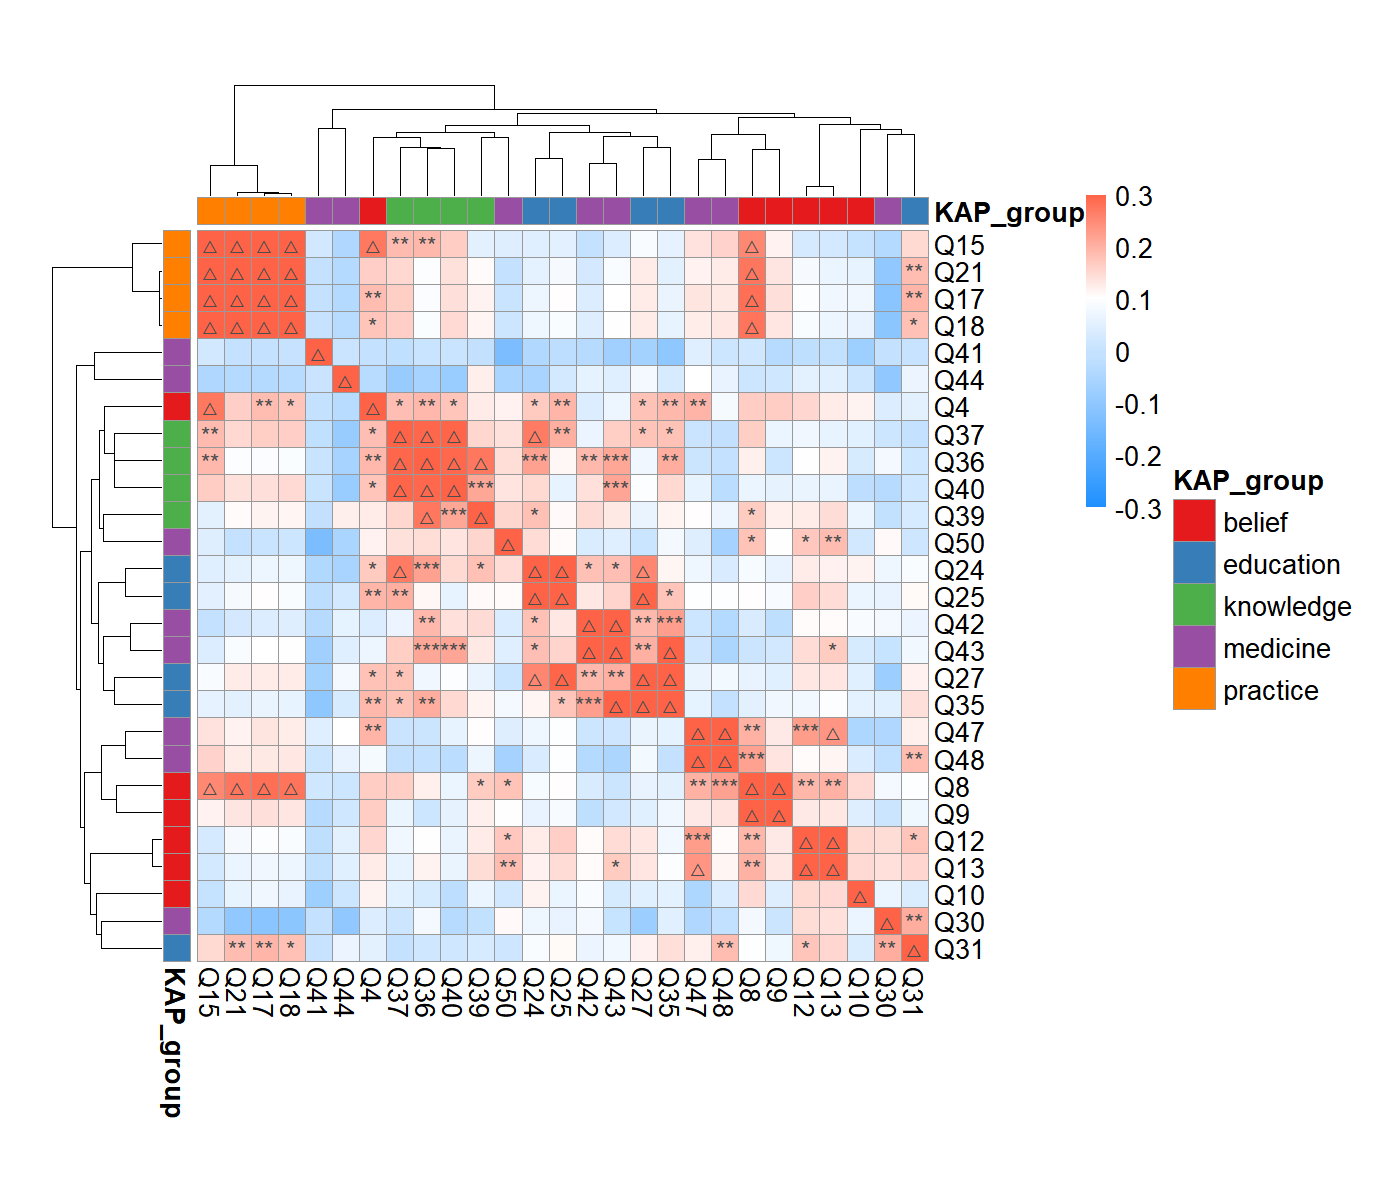 KAP_group
△ △ △ △ △ ** ** △ Q15
△ △ △ △ △ ** Q21
△ △ △ △ ** △ ** Q17
△ △ △ △ * △ * Q18
△ Q41
△ Q44
△ ** * △ * ** * * ** * ** ** Q4
** * △ △ △ △ ** * * Q37
** ** △ △ △ △ *** ** *** ** Q36
* △ △ △ *** *** Q40
△ *** △ * * Q39
△ * * ** Q50
* △ *** * △ △ * * △ Q24
** ** △ △ △ * Q25
** * △ △ ** *** Q42
*** *** * △ △ ** △ * Q43
* * △ △ ** ** △ △ Q27
** * ** * *** △ △ △ Q35
** △ △ ** *** △ Q47
△ △ *** ** Q48
△ △ △ △ * * ** *** △ △ ** ** Q8
△ △ Q9
* *** ** △ △ * Q12
** * △ ** △ △ Q13
△ Q10
△ ** Q30
** ** * ** * ** △ Q31
KAP_group
Q15 Q21 Q17 Q18 Q41 Q44 Q4 Q37 Q36 Q40 Q39 Q50 Q24 Q25 Q42 Q43 Q27 Q35 Q47 Q48 Q8 Q9 Q12 Q13 Q10 Q30 Q31
0.3
0.2
0.1
0
-0.1
-0.2
-0.3
KAP_group
belief
education
knowledge
medicine
practice